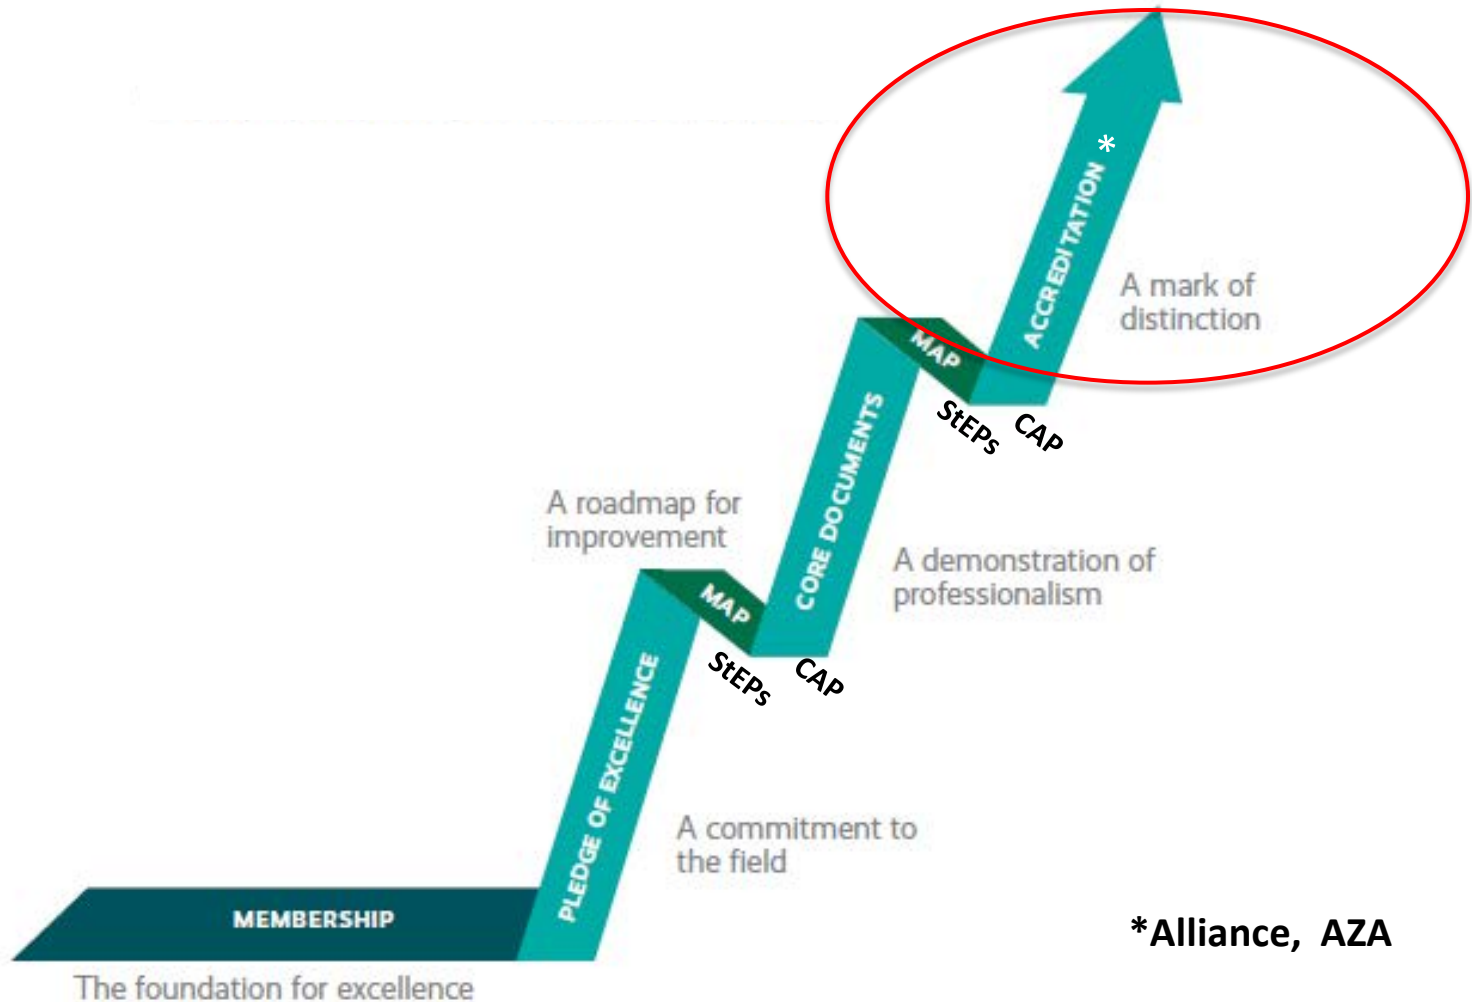 ACCREDITATION *
A mark of
distinction
MAP
StEPs
CAP
CORE DOCUMENTS
A roadmap for
improvement
A demonstration of
professionalism
MAP
StEPs
CAP
PLEDGE OF EXCELLENCE
A commitment to
the field
MEMBERSHIP
*Alliance, AZA
The foundation for excellence